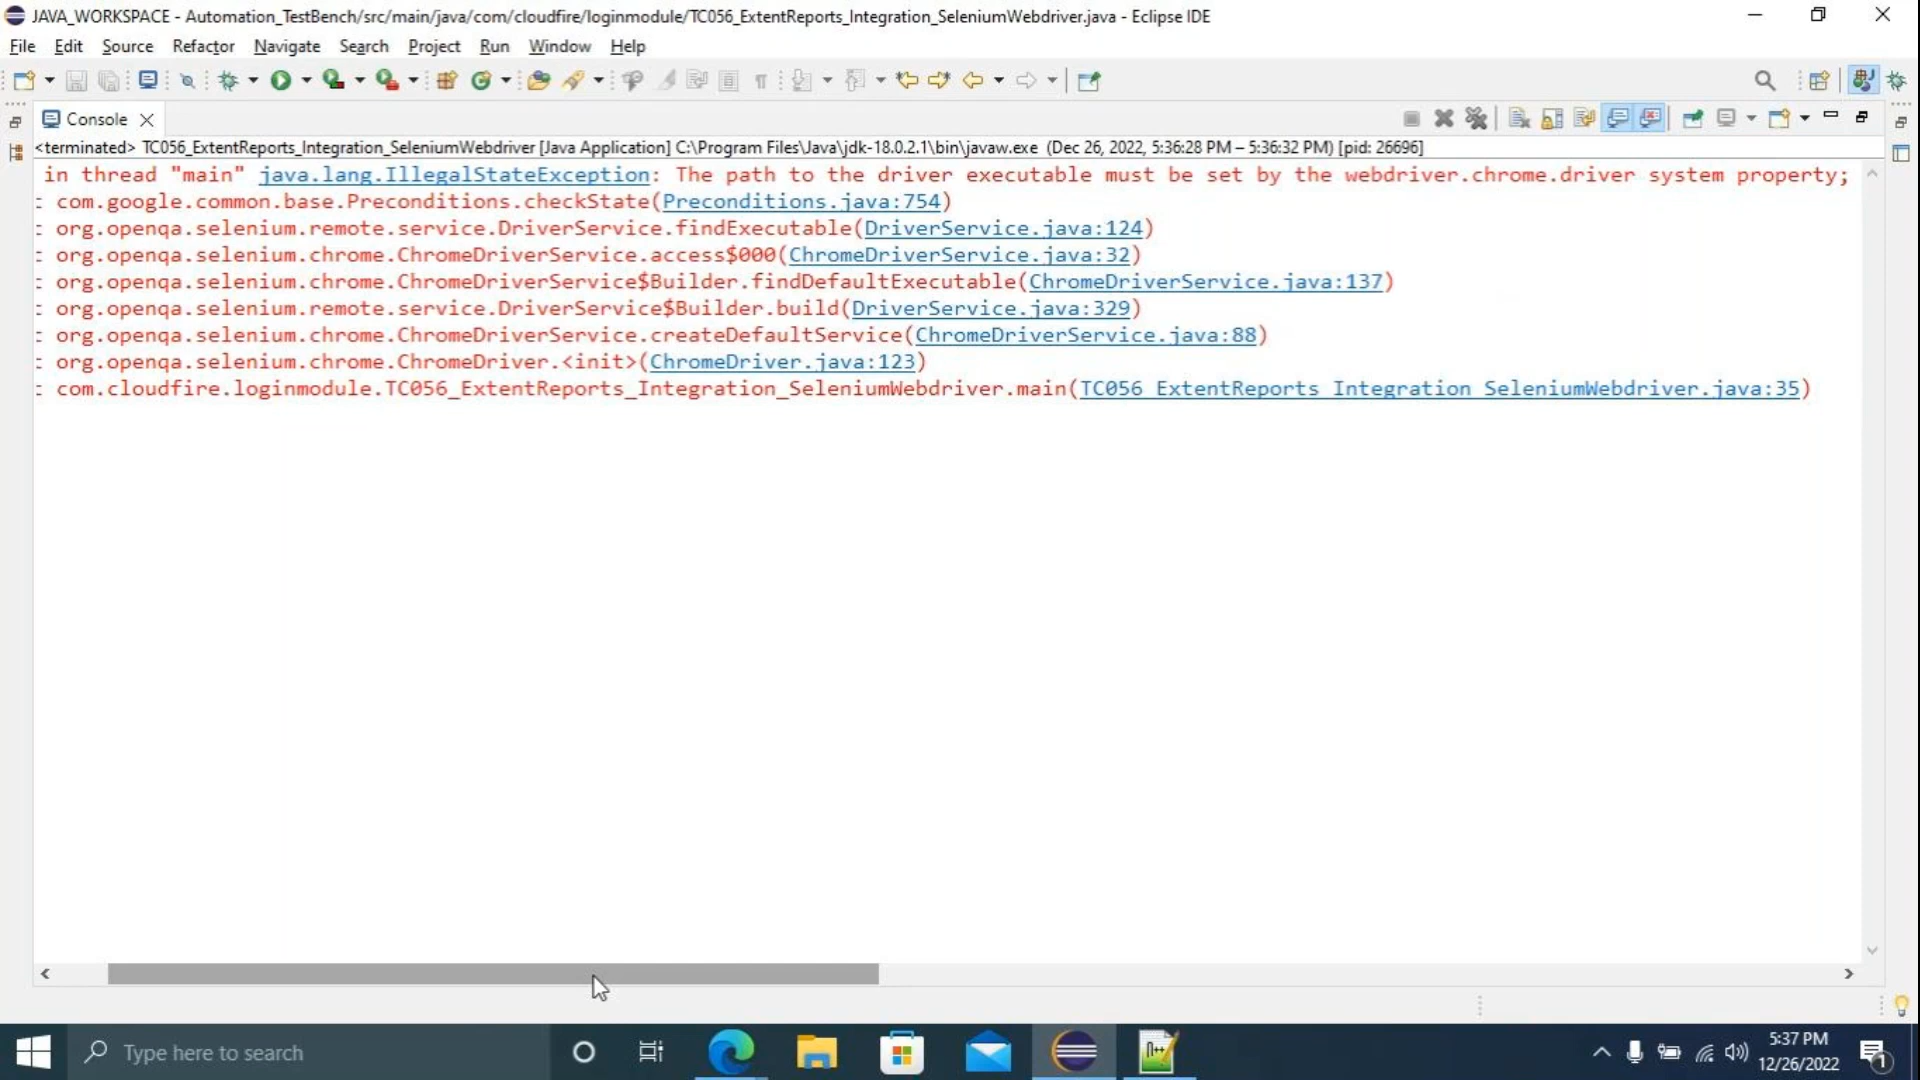 JAVA_WORKSPACE - Automation_TestBench/src/main/java/com/cloudfire/loginmodule/TC056_ExtentReports_Integration_SeleniumWebdriver.java - Eclipse IDE
File Edit Source Refactor Navigate Search Project Run Window Help
Console
<terminated> TC056_ExtentReports_Integration_SeleniumWebdriver [Java Application] C:\Program Files\Java\jdk-18.0.2.1\bin\javaw.exe (Dec 26, 2022, 5:36:28 PM – 5:36:32 PM) [pid: 26696]
in thread "main" java.lang.IllegalStateException: The path to the driver executable must be set by the webdriver.chrome.driver system property;
com.google.common.base.Preconditions.checkState(Preconditions.java:754)
org.openqa.selenium.remote.service.DriverService.findExecutable(DriverService.java:124)
org.openqa.selenium.chrome.ChromeDriverService.access$000(ChromeDriverService.java:32)
org.openqa.selenium.chrome.ChromeDriverService$Builder.findDefaultExecutable(ChromeDriverService.java:137)
org.openqa.selenium.remote.service.DriverService$Builder.build(DriverService.java:329)
org.openqa.selenium.chrome.ChromeDriverService.createDefaultService(ChromeDriverService.java:88)
org.openqa.selenium.chrome.ChromeDriver.<init>(ChromeDriver.java:123)
com.cloudfire.loginmodule.TC056_ExtentReports_Integration_SeleniumWebdriver.main(TC056_ExtentReports_Integration_SeleniumWebdriver.java:35)
Type here to search
5:37 PM
12/26/2022
1